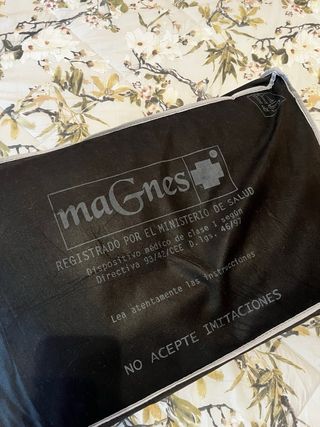 maGnes
REGISTRADO POR EL MINISTERIO DE SALUD
Dispositivo médico de clase 1 según
Directiva 93/42/CEE D.lgs. 46/97
Lea atentamente las instrucciones
NO ACEPTE IMITACIONES